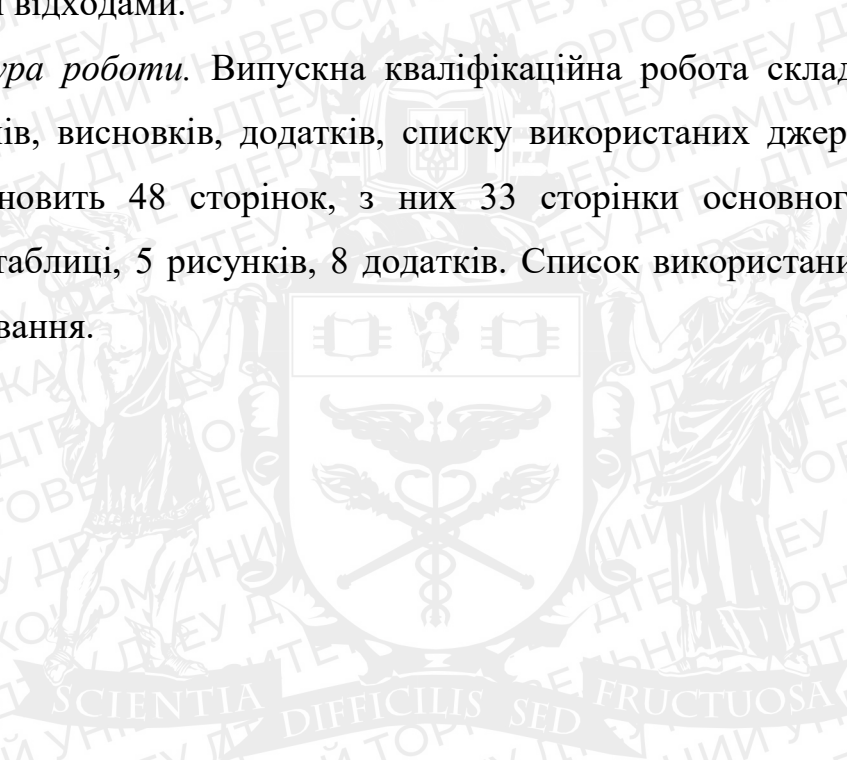 відходами.
ура роботи. Випускна кваліфікаційна робота склад
ів, висновків, додатків, списку використаних джер
новить 48 сторінок, з них 33 сторінки основног
таблиці, 5 рисунків, 8 додатків. Список використани
вання.
SCIENTIA DIFFICILIS SED FRUCTUOSA